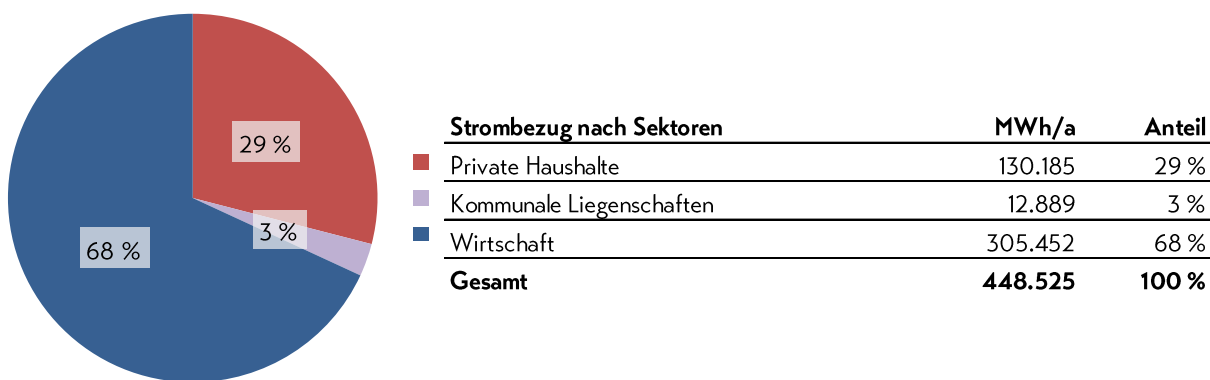 29 %
3 %
68 %
Strombezug nach Sektoren MWh/a Anteil
Private Haushalte 130.185 29 %
Kommunale Liegenschaften 12.889 3 %
Wirtschaft 305.452 68 %
Gesamt 448.525 100 %